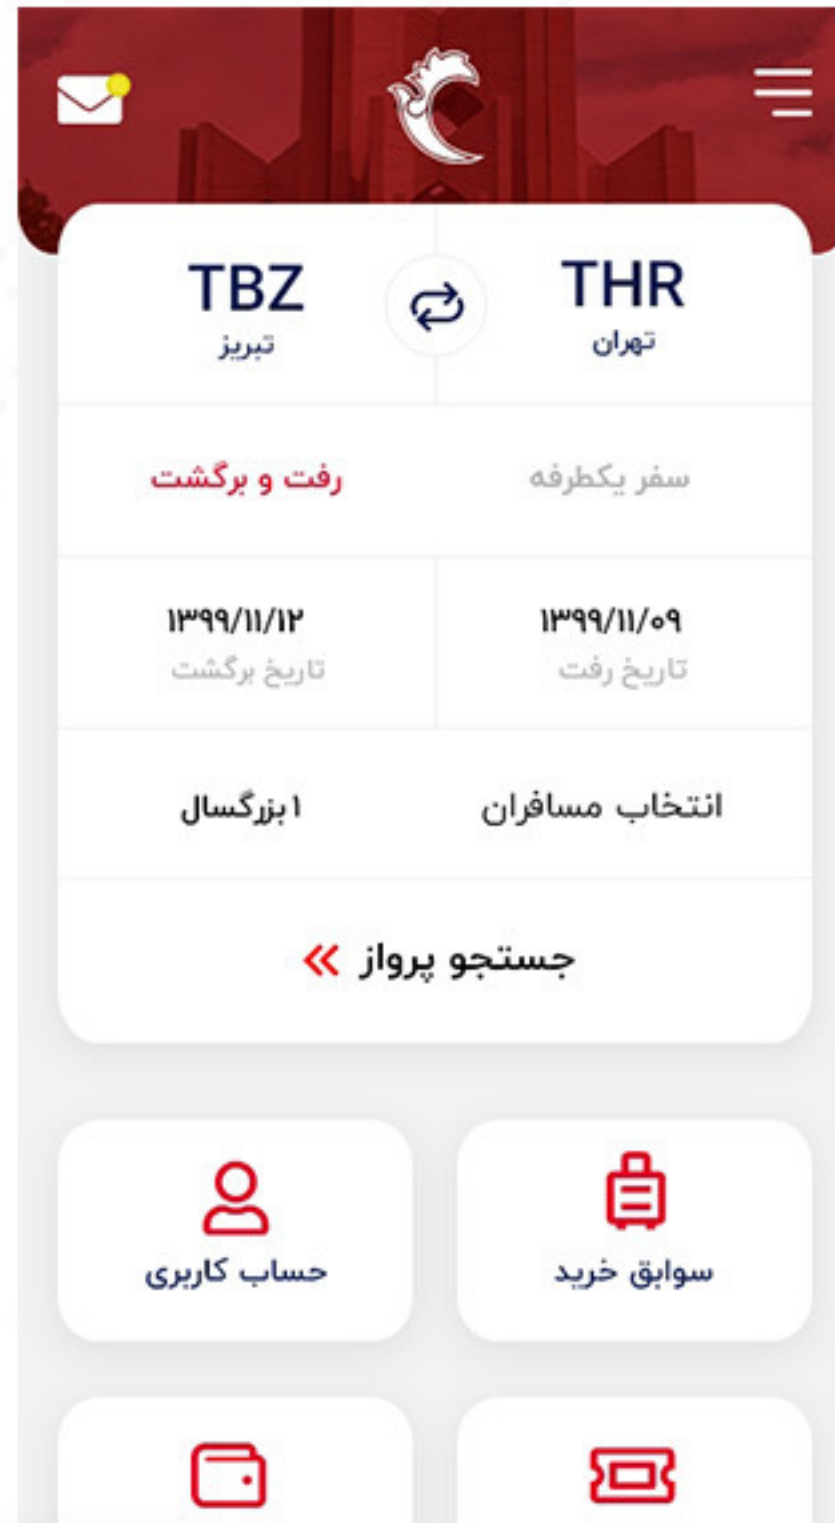 THR
تهران
TBZ
تبریز
سفر یکطرفه
رفت و برگشت
۱۳۹۹/۱۱/۰۹
تاریخ رفت
۱۳۹۹/۱۱/۱۲
تاریخ برگشت
انتخاب مسافران
۱ بزرگسال
جستجو پرواز
سوابق خرید
حساب کاربری